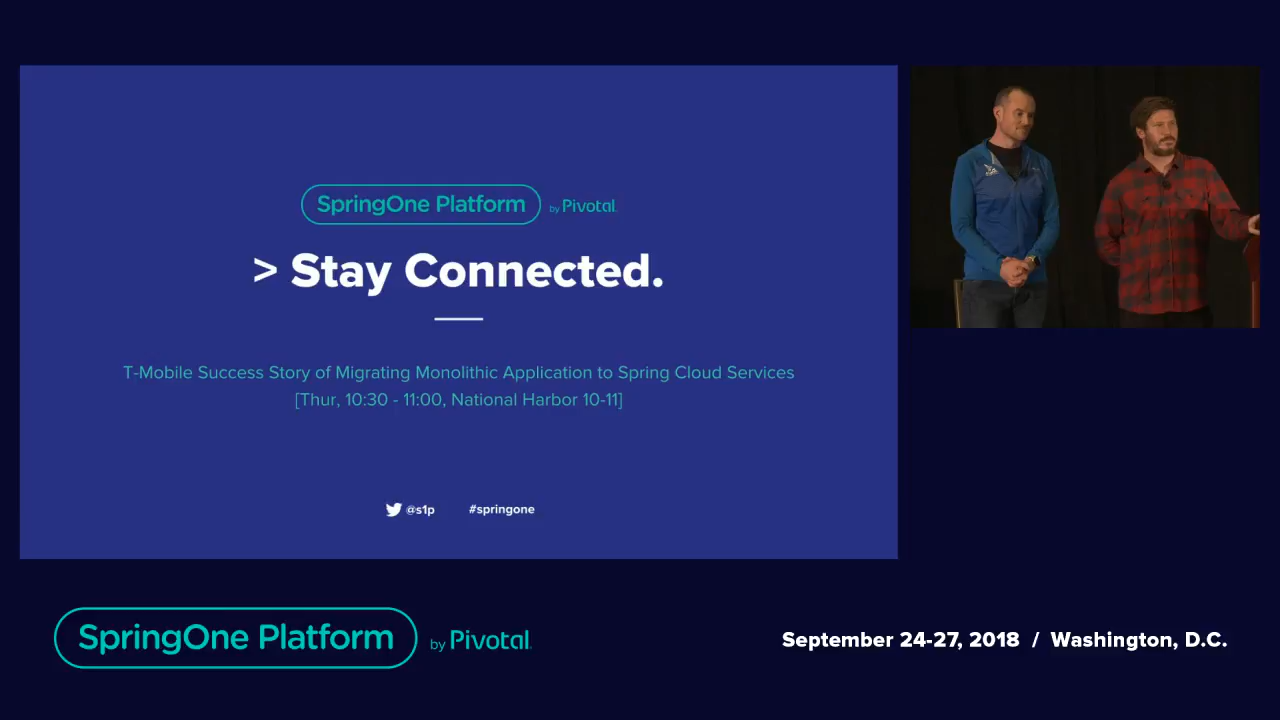 SpringOne Platform by Pivotal.
> Stay Connected.
T-Mobile Success Story of Migrating Monolithic Application to Spring Cloud Services
[Thur, 10:30 - 11:00, National Harbor 10-11]
@s1p #springone
SpringOne Platform by Pivotal.
September 24-27, 2018 / Washington, D.C.